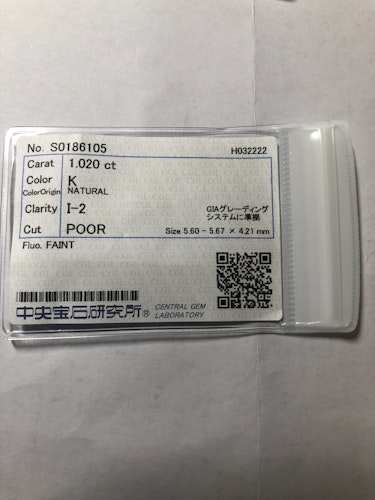 No. S0186105 H032222
Carat 1.020 ct
Color K
ColorOrigin NATURAL
Clarity I-2 GIAグレーディング
システムに準拠
Cut POOR Size 5.60 - 5.67 × 4.21 mm
Fluo. FAINT
中央宝石研究所® CENTRAL GEM
LABORATORY